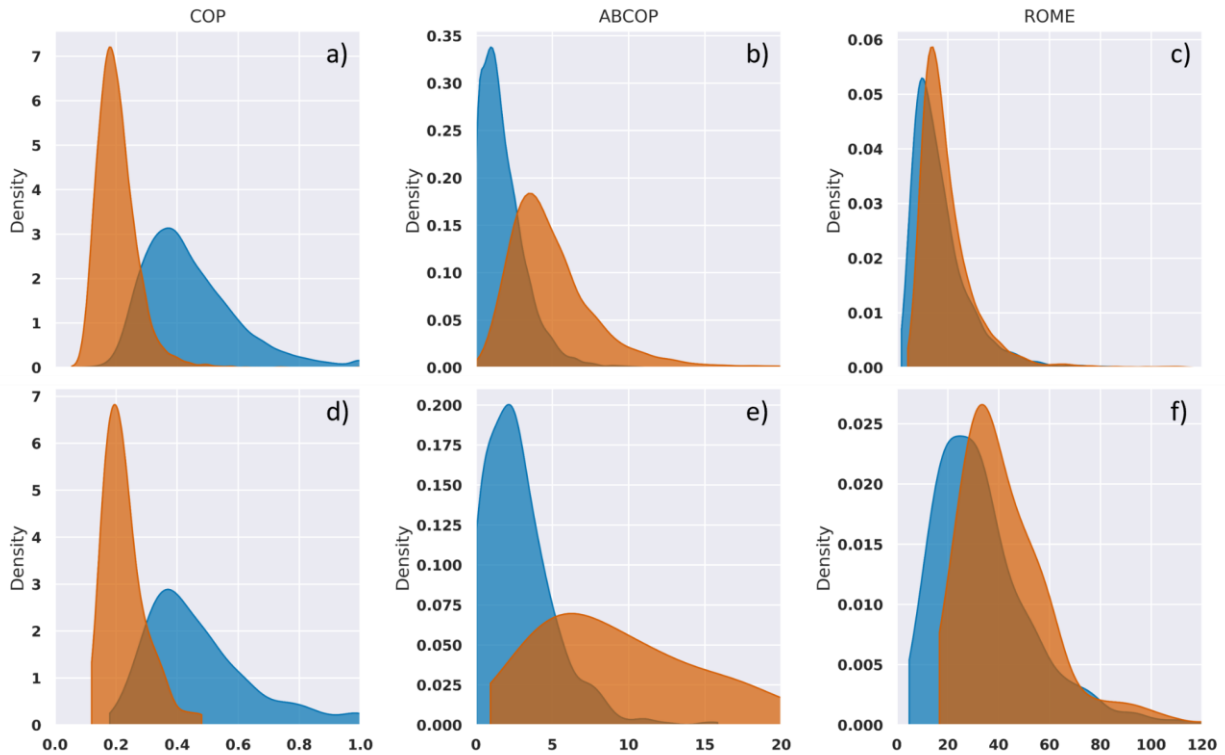 COP ABCOP ROME
a) b) c)
Density Density Density
7 0.35 0.06
6 0.30 0.05
5 0.25 0.04
4 0.20 0.03
3 0.15 0.02
2 0.10 0.01
1 0.05
0 0.00 0.00
d) e) f)
Density Density Density
7 0.200 0.025
6 0.175 0.020
5 0.150 0.015
4 0.125 0.010
3 0.100 0.005
2 0.075
1 0.050
0.025
0 0.000 0.000
0.0 0.2 0.4 0.6 0.8 1.0 0 5 10 15 20 0 20 40 60 80 100 120